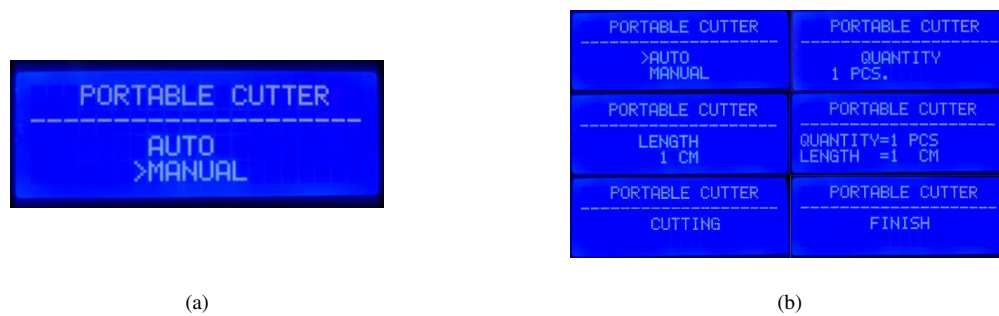 PORTABLE CUTTER
--------------------
AUTO
>MANUAL
(a)
PORTABLE CUTTER
--------------------
>AUTO
MANUAL
PORTABLE CUTTER
--------------------
QUANTITY
1 PCS.
PORTABLE CUTTER
--------------------
LENGTH
1 CM
PORTABLE CUTTER
--------------------
QUANTITY=1 PCS
LENGTH =1 CM
PORTABLE CUTTER
--------------------
CUTTING
PORTABLE CUTTER
--------------------
FINISH
(b)